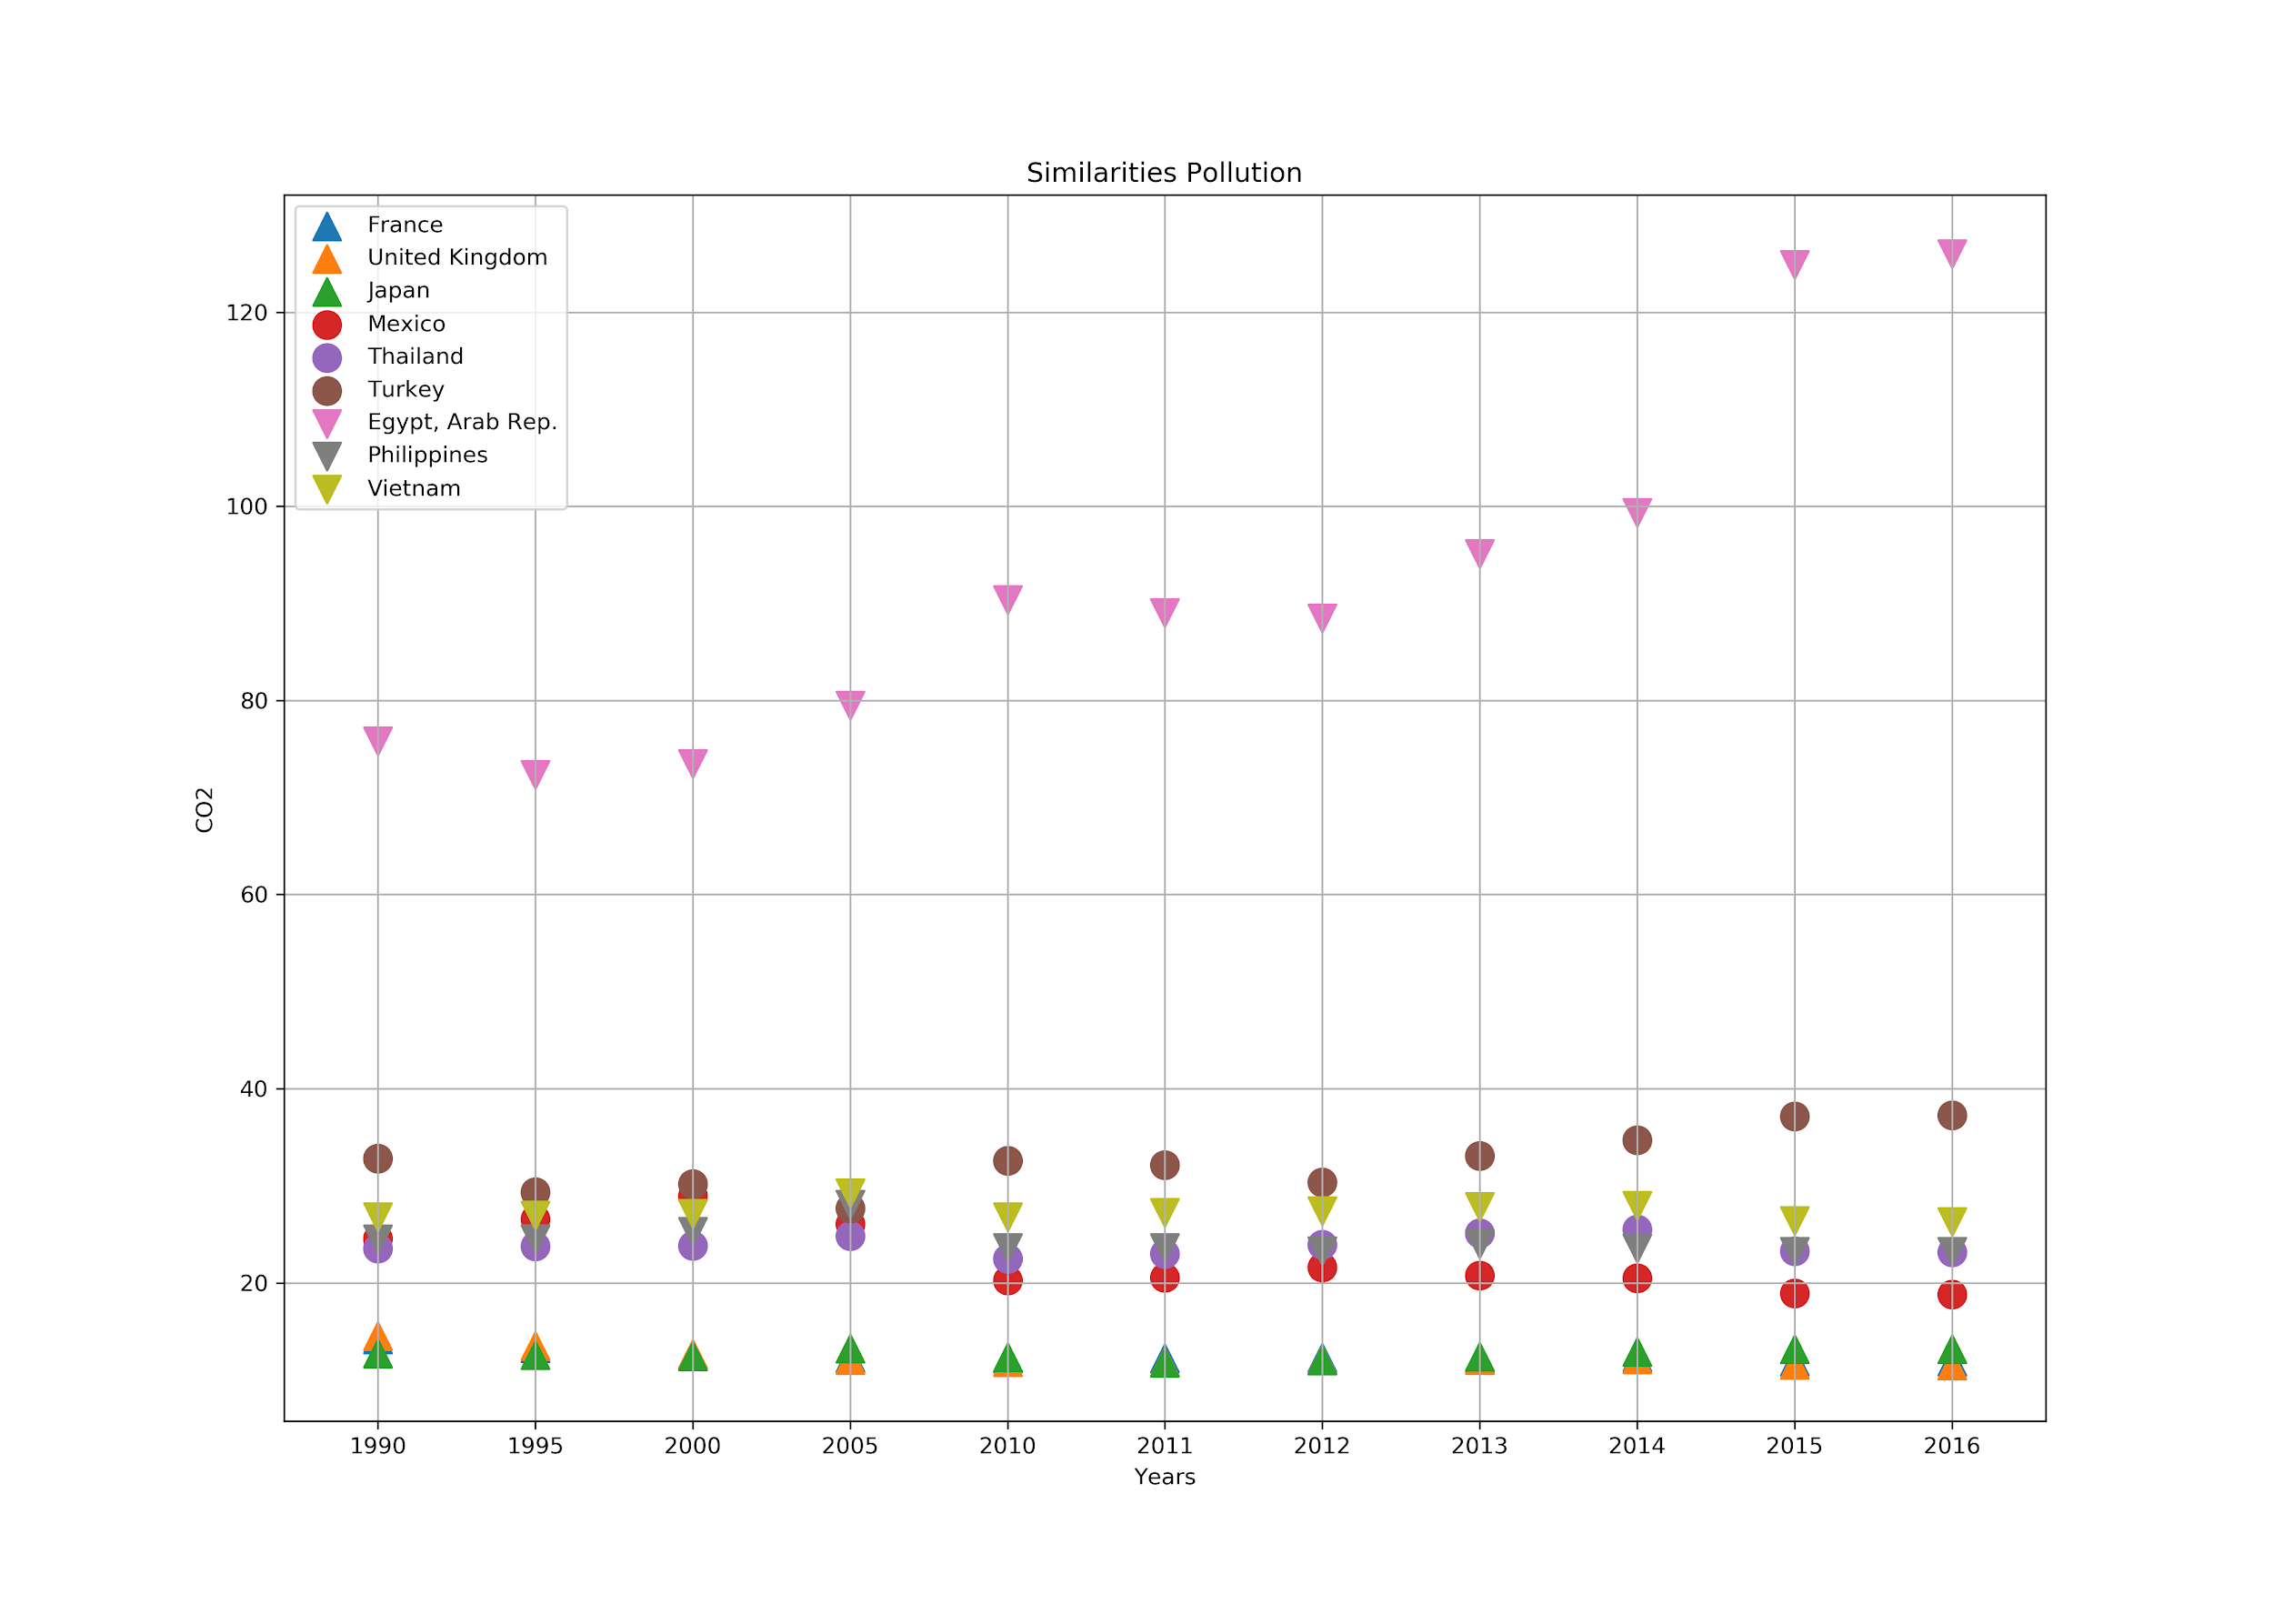 Similarities Pollution
France
United Kingdom
Japan
Mexico
Thailand
Turkey
Egypt, Arab Rep.
Philippines
Vietnam
120
100
80
60
40
20
CO2
1990 1995 2000 2005 2010 2011 2012 2013 2014 2015 2016
Years